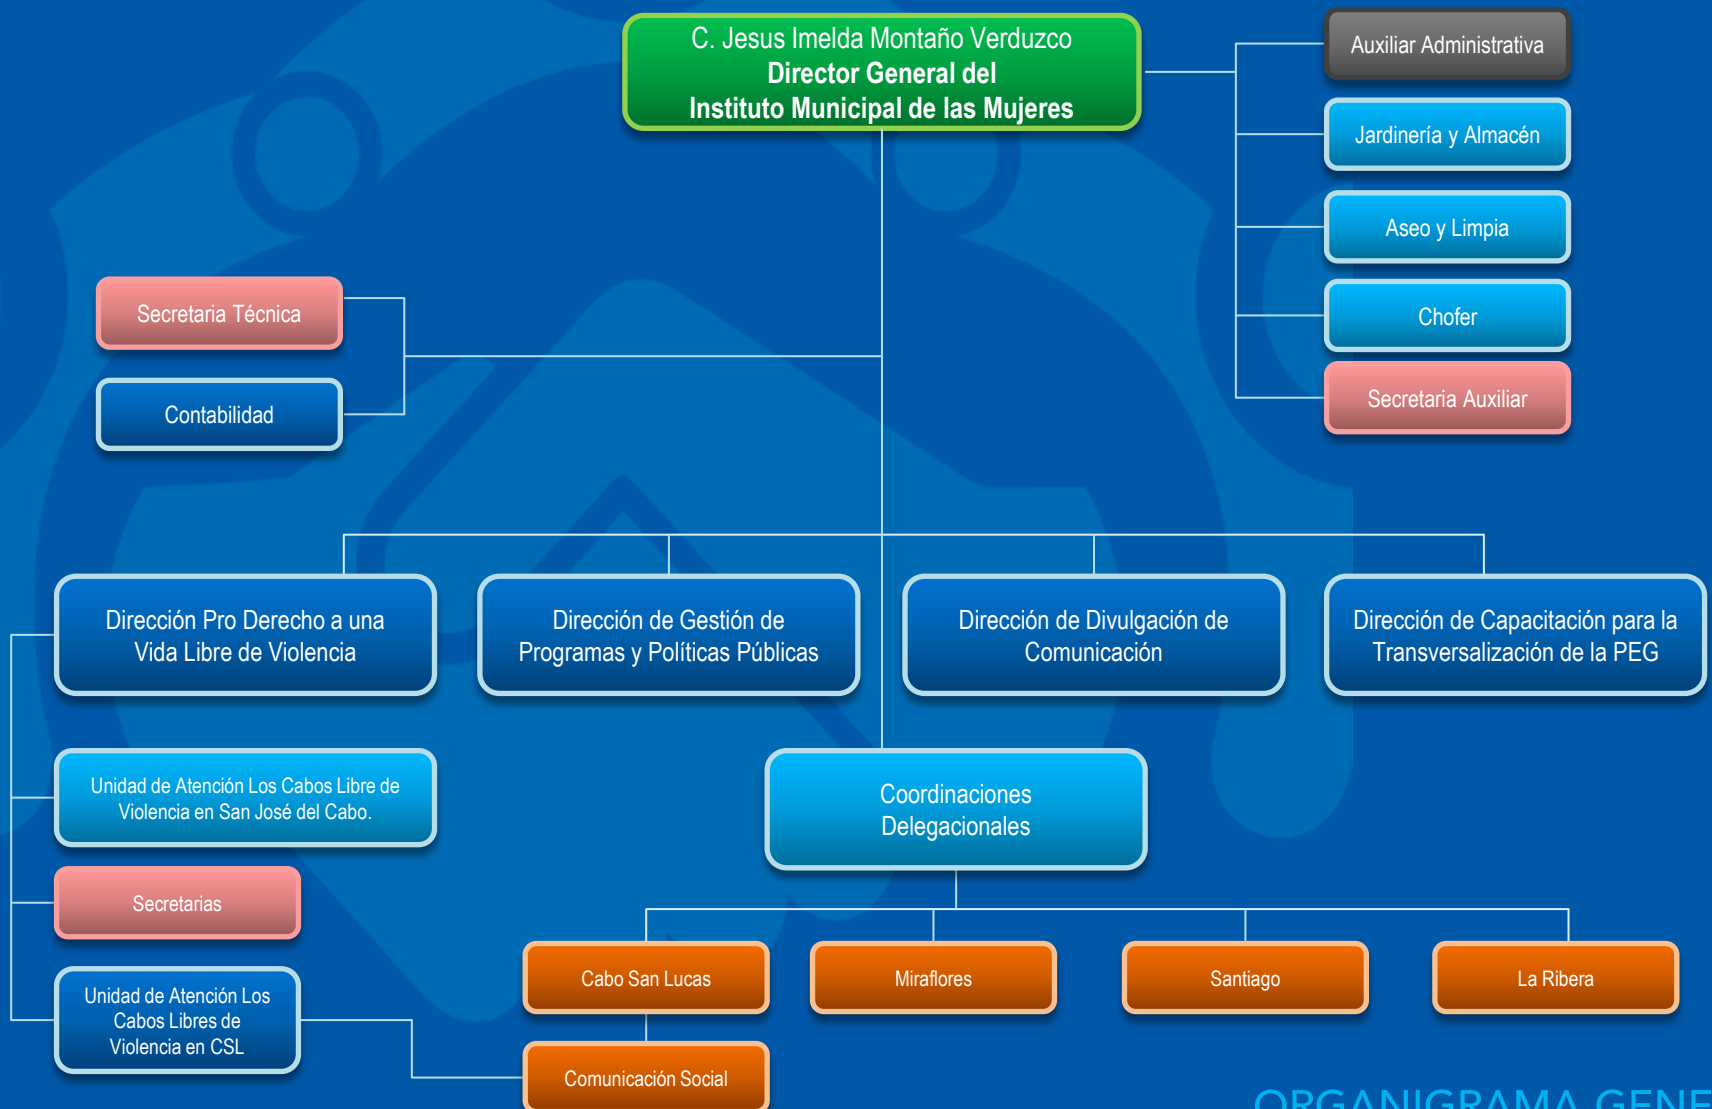 C. Jesus Imelda Montaño Verduzco
Director General del
Instituto Municipal de las Mujeres
Auxiliar Administrativa
Jardinería y Almacén
Aseo y Limpia
Chofer
Secretaria Auxiliar
Secretaria Técnica
Contabilidad
Dirección Pro Derecho a una
Vida Libre de Violencia
Dirección de Gestión de
Programas y Políticas Públicas
Dirección de Divulgación de
Comunicación
Dirección de Capacitación para la
Transversalización de la PEG
Unidad de Atención Los Cabos Libre de
Violencia en San José del Cabo.
Coordinaciones
Delegacionales
Secretarias
Unidad de Atención Los
Cabos Libres de
Violencia en CSL
Cabo San Lucas
Miraflores
Santiago
La Ribera
Comunicación Social
ORGANIGRAMA GENE